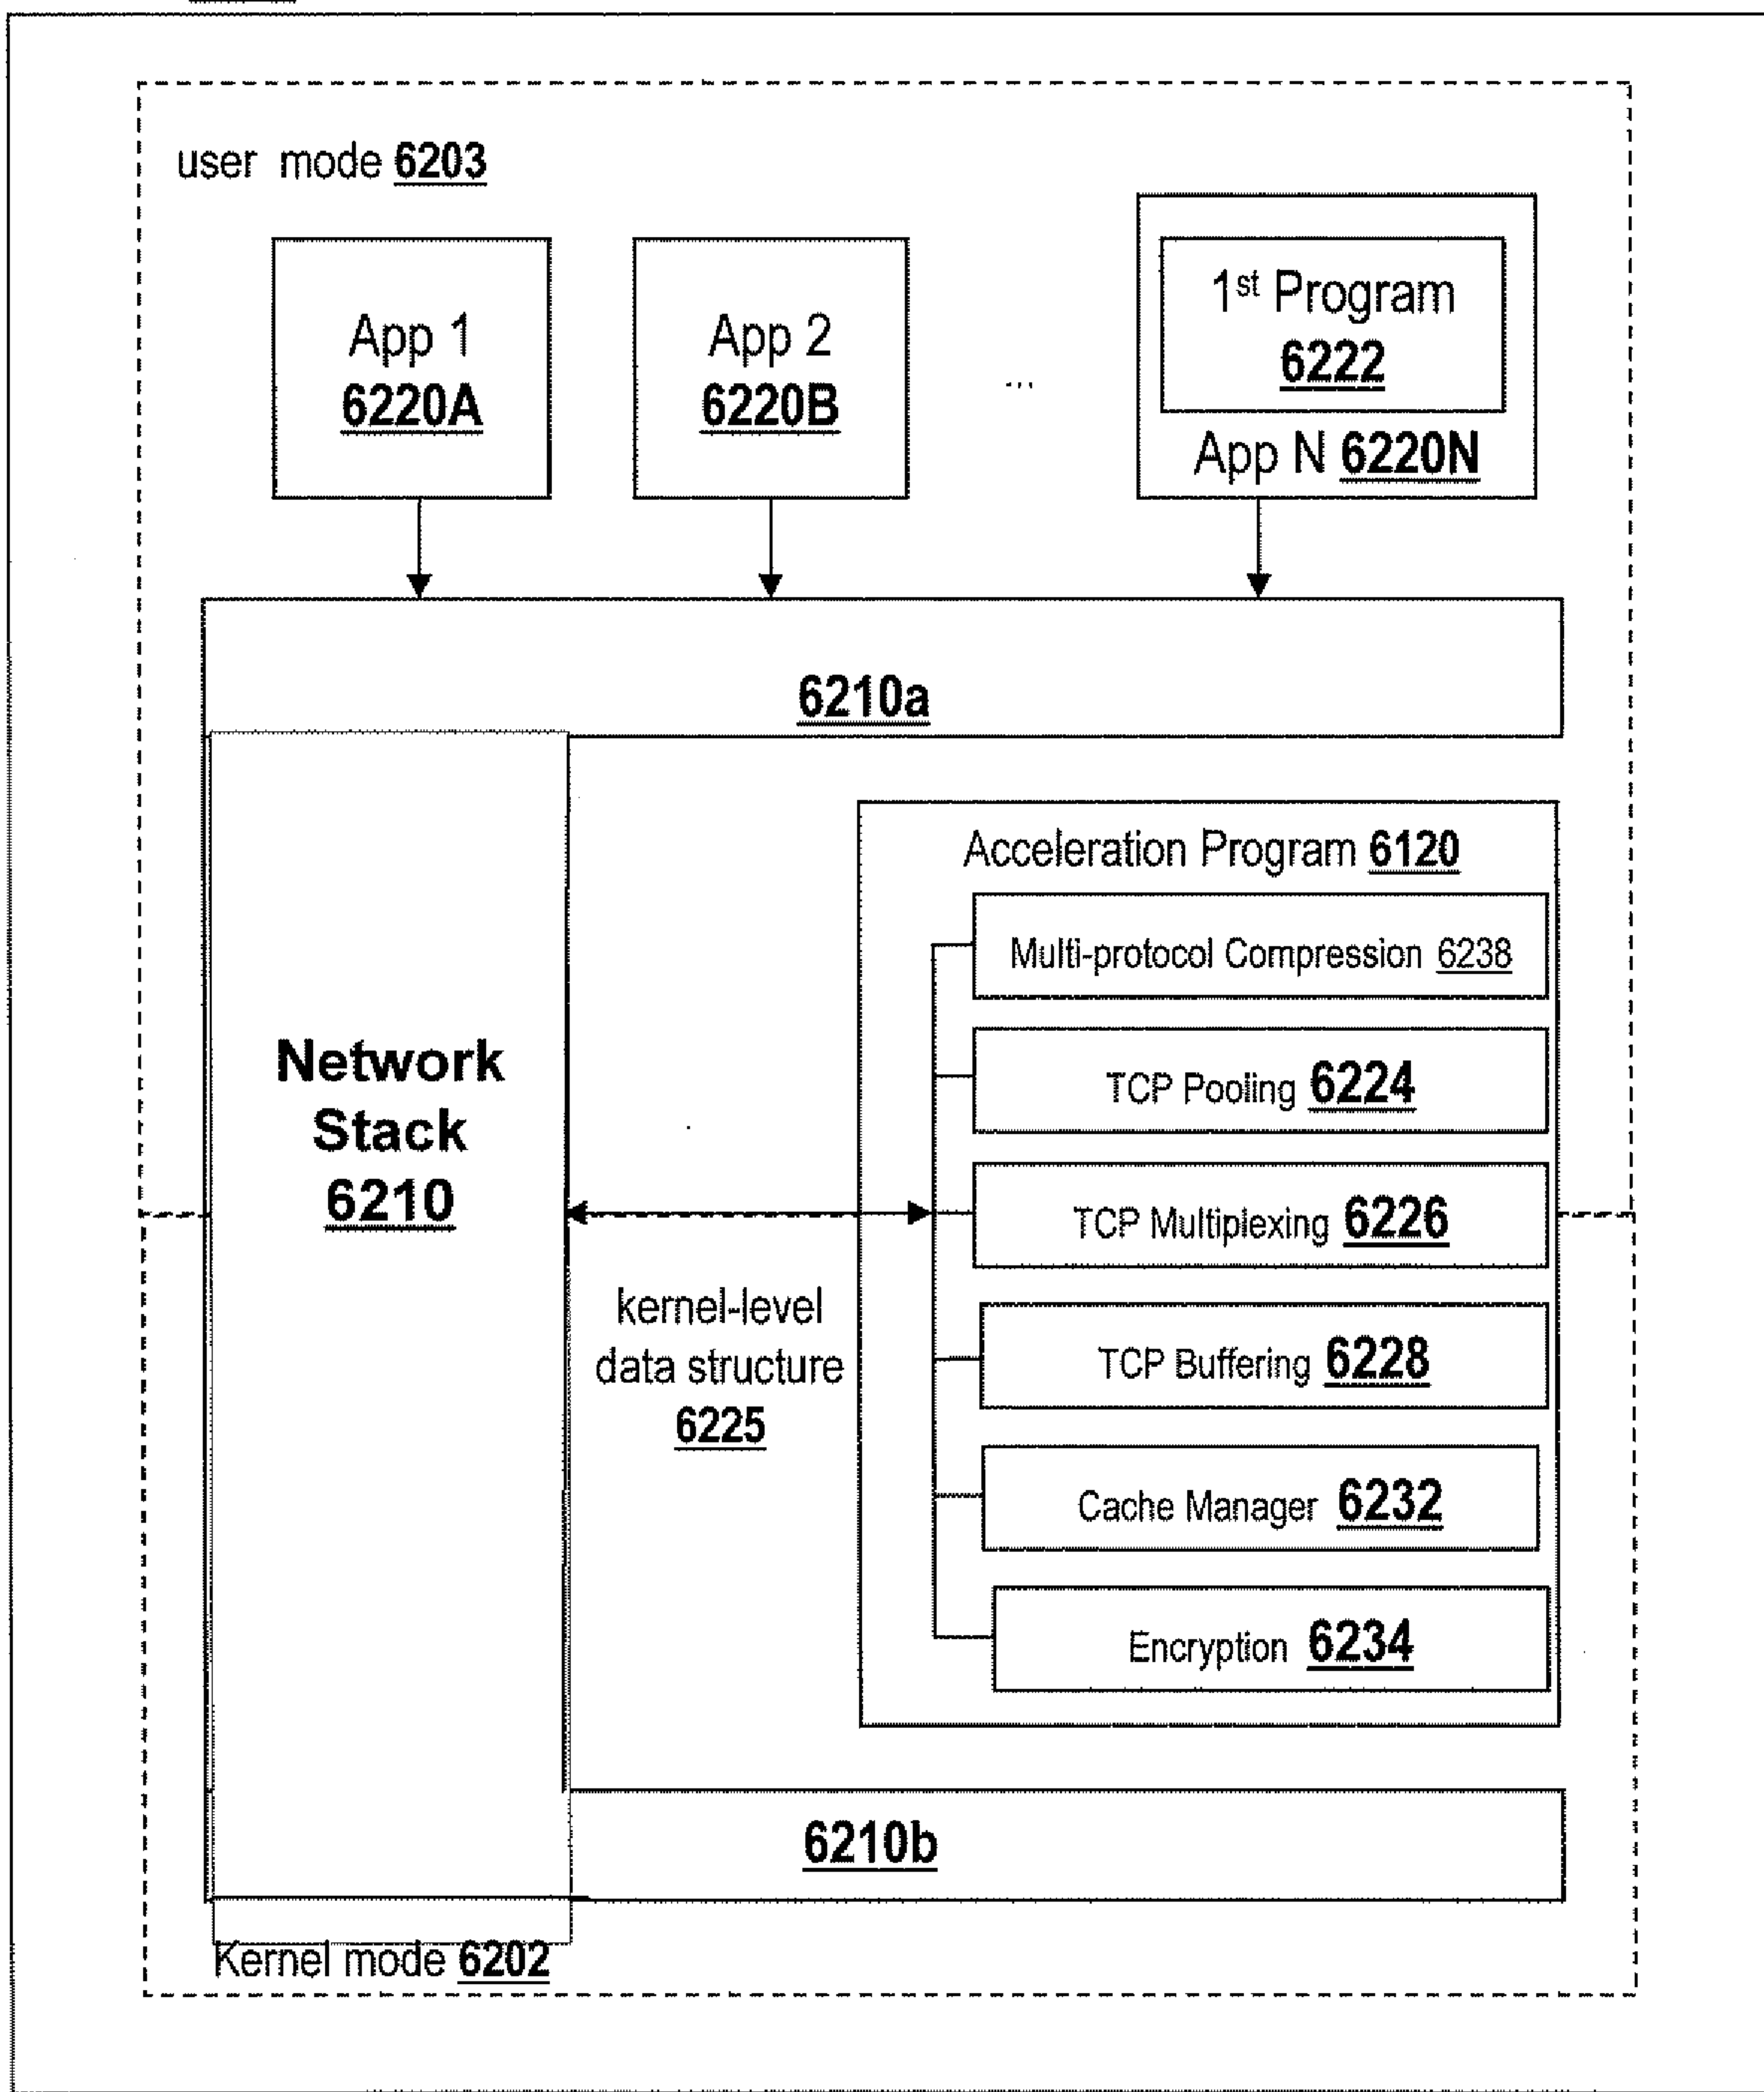 user mode 6203
App 1
6220A
App 2
6220B
...
1st Program
6222
App N 6220N
6210a
Acceleration Program 6120
Multi-protocol Compression 6238
TCP Pooling 6224
Network
Stack
6210
TCP Multiplexing 6226
kernel-level
data structure
6225
TCP Buffering 6228
Cache Manager 6232
Encryption 6234
6210b
Kernel mode 6202